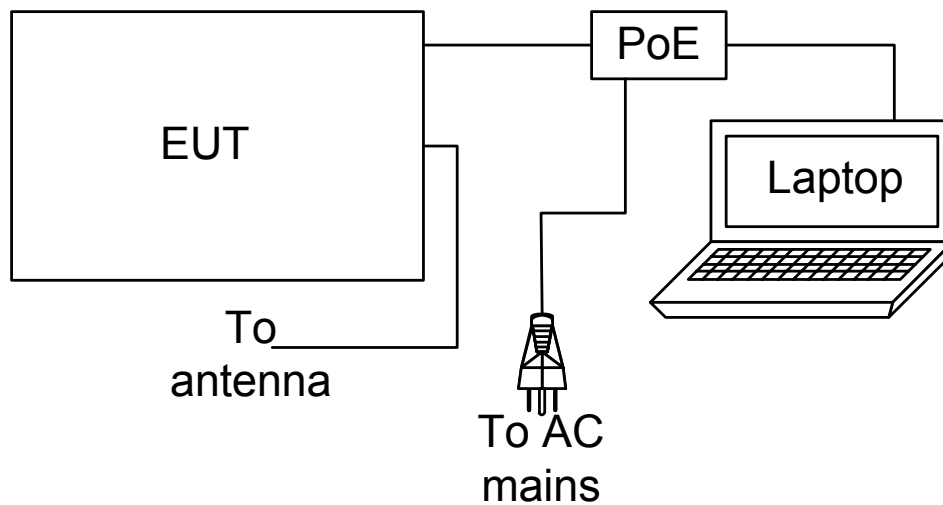 PoE
EUT
Laptop
To
antenna
To AC
mains